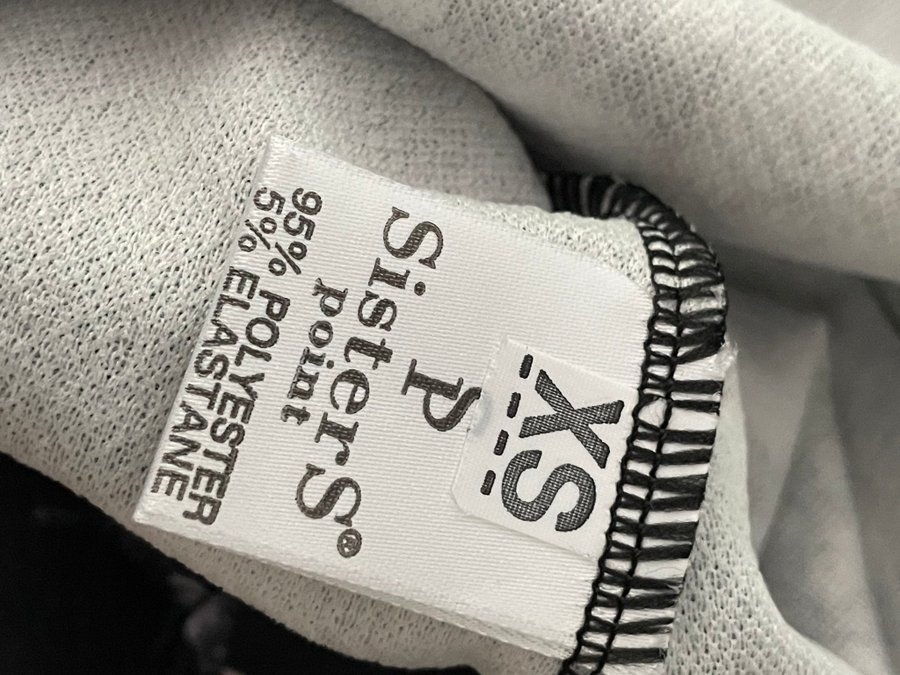 XS
P
SisterS®
point
95% POLYESTER
5% ELASTANE